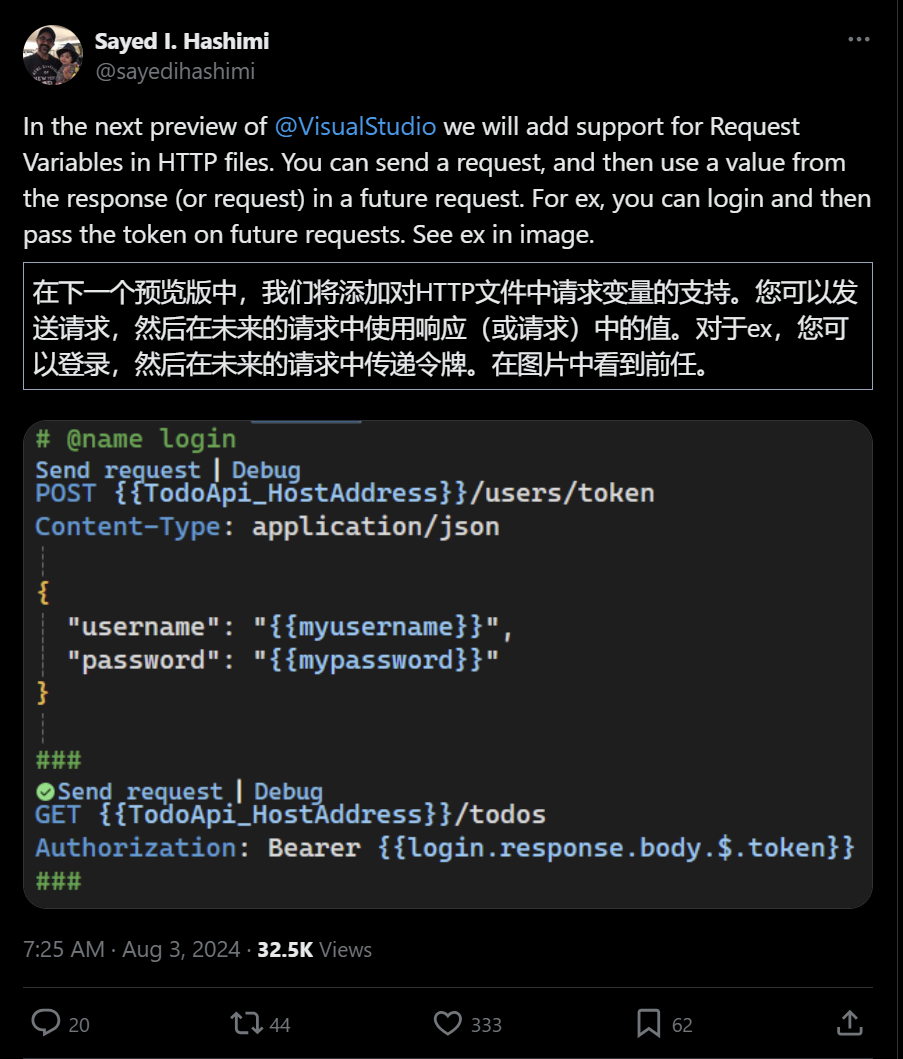 Sayed I. Hashimi
@sayedihashimi
In the next preview of @VisualStudio we will add support for Request
Variables in HTTP files. You can send a request, and then use a value from
the response (or request) in a future request. For ex, you can login and then
pass the token on future requests. See ex in image.
在下一个预览版中，我们将添加对HTTP文件中请求变量的支持。您可以发
送请求，然后在未来的请求中使用响应（或请求）中的值。对于ex，您可
以登录，然后在未来的请求中传递令牌。在图片中看到前任。
# @name login
Send request | Debug
POST {{TodoApi_HostAddress}}/users/token
Content-Type: application/json
{
"username": "{{myusername}}",
"password": "{{mypassword}}"
}
###
Send request | Debug
GET {{TodoApi_HostAddress}}/todos
Authorization: Bearer {{login.response.body.$.token}}
###
7:25 AM · Aug 3, 2024 · 32.5K Views
20 44 333 62